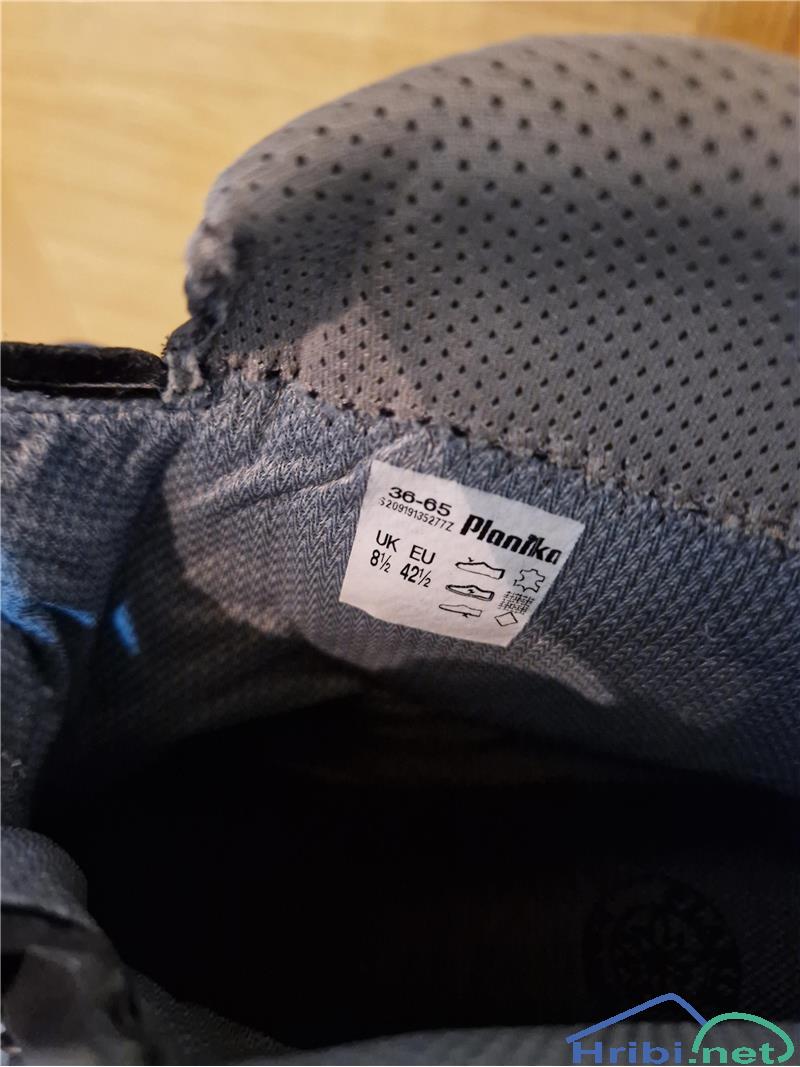 36-65
S20919135277Z
Planika
UK EU
8½ 42½
Hribi.net